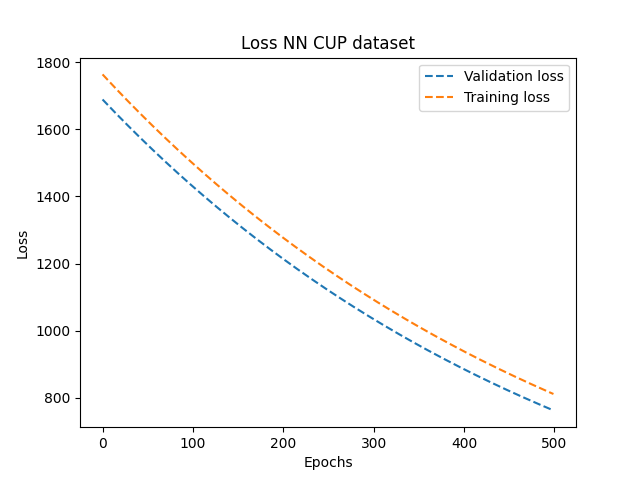 Loss NN CUP dataset
Validation loss
Training loss
1800
1600
1400
1200
1000
800
Loss
0 100 200 300 400 500
Epochs